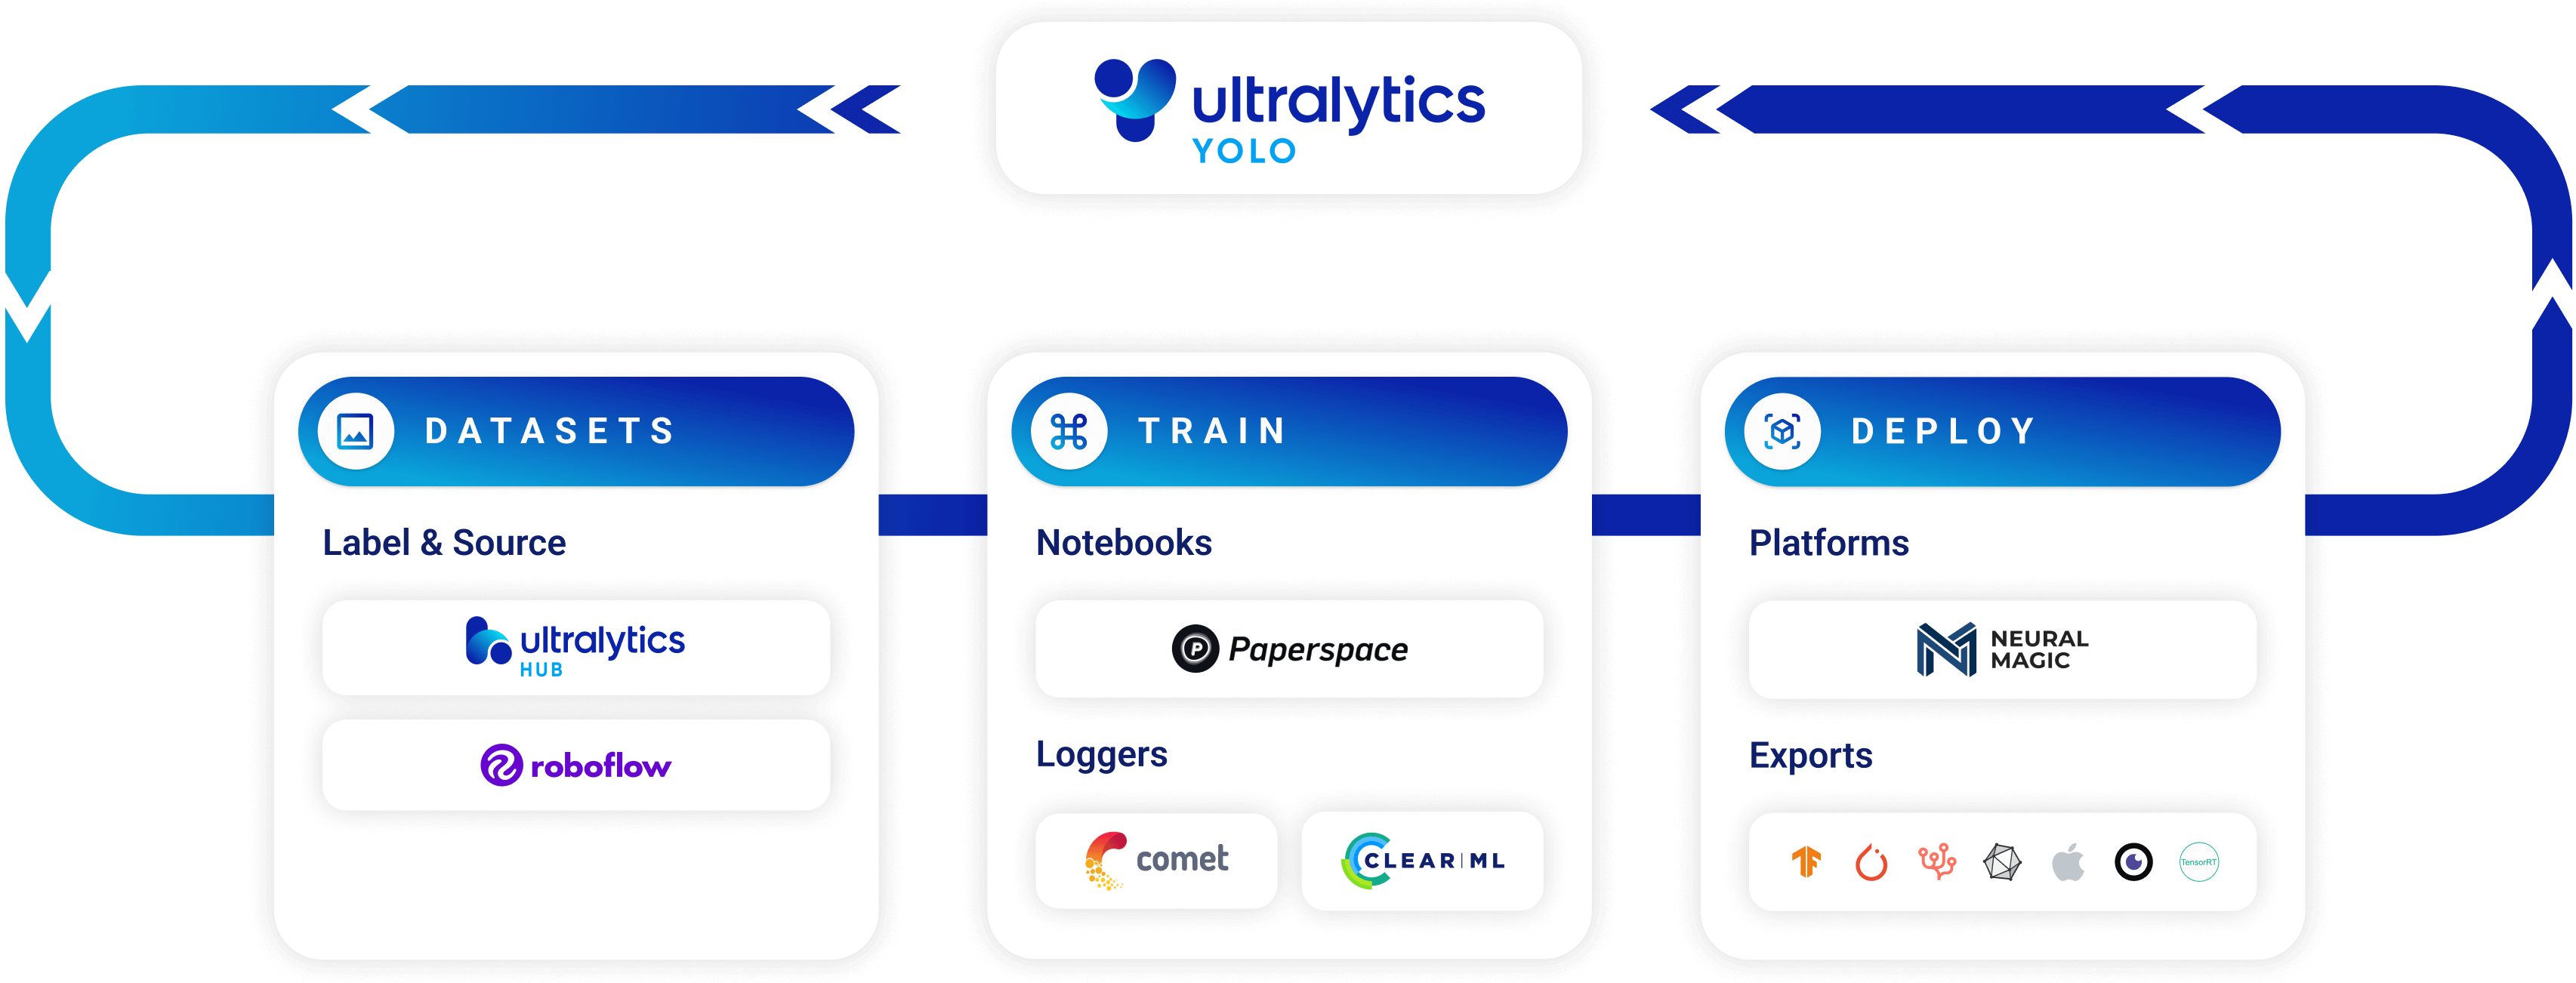 ultralytics
YOLO
DATASETS
Label & Source
ultralytics
HUB
roboflow
TRAIN
Notebooks
Paperspace
Loggers
comet
CLEAR|ML
DEPLOY
Platforms
NEURAL
MAGIC
Exports
TensorRT